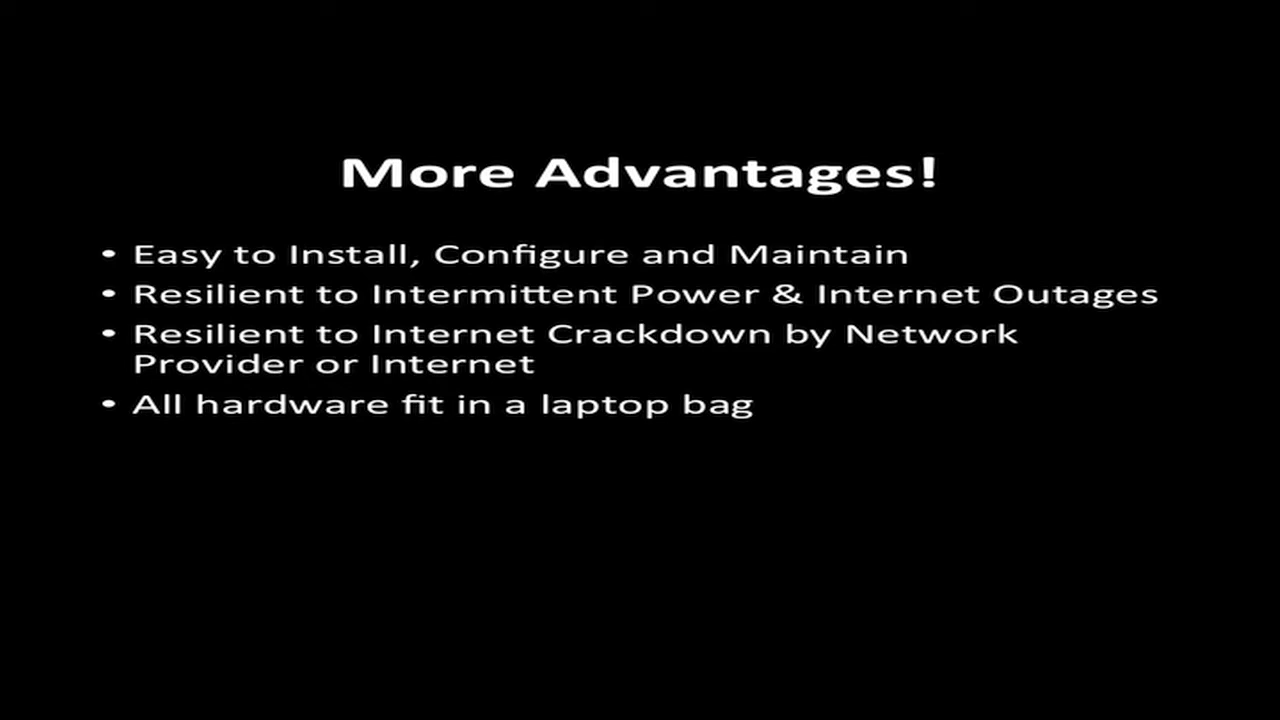 More Advantages!
• Easy to Install, Configure and Maintain
• Resilient to Intermittent Power & Internet Outages
• Resilient to Internet Crackdown by Network
Provider or Internet
• All hardware fit in a laptop bag